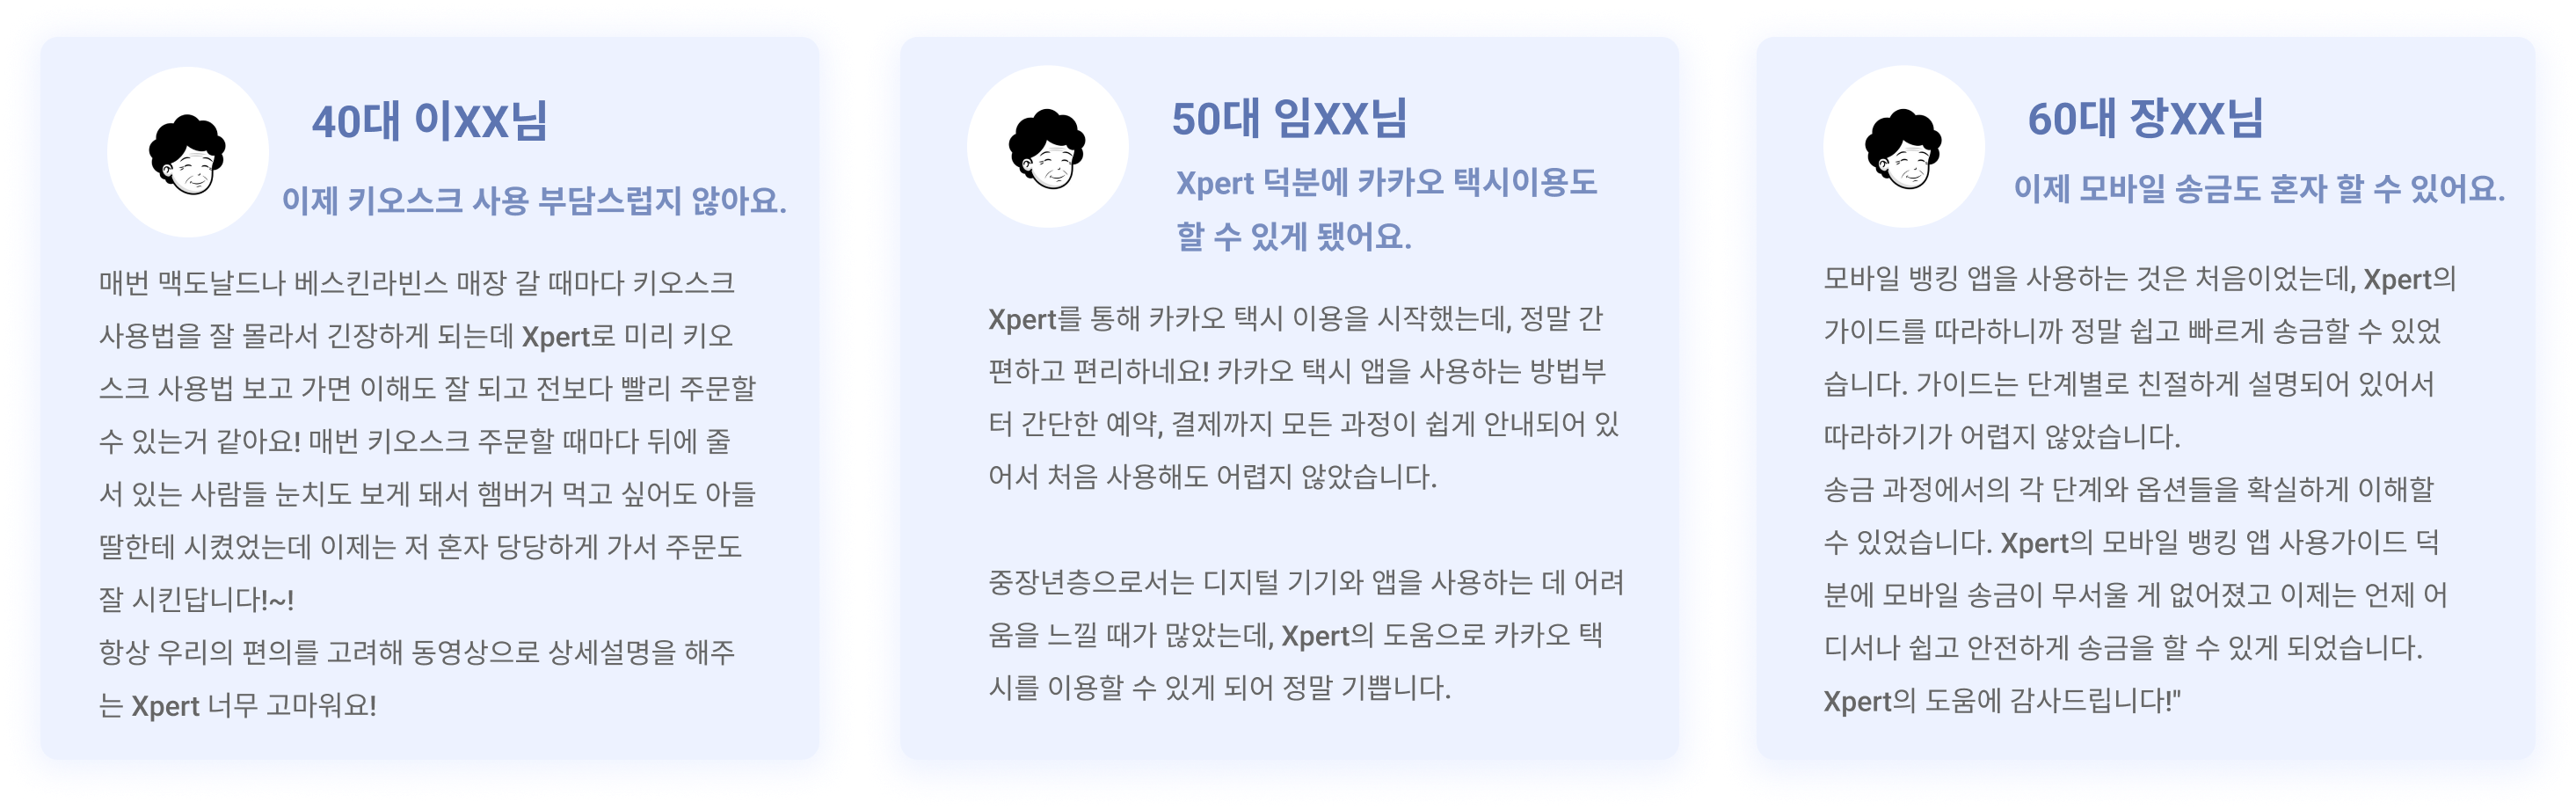 40대 이XX님
이제 키오스크 사용 부담스럽지 않아요.
매번 맥도날드나 베스킨라빈스 매장 갈 때마다 키오스크
사용법을 잘 몰라서 긴장하게 되는데 Xpert로 미리 키오
스크 사용법 보고 가면 이해도 잘 되고 전보다 빨리 주문할
수 있는거 같아요! 매번 키오스크 주문할 때마다 뒤에 줄
서 있는 사람들 눈치도 보게 돼서 햄버거 먹고 싶어도 아들
딸한테 시켰었는데 이제는 저 혼자 당당하게 가서 주문도
잘 시킨답니다!~!
항상 우리의 편의를 고려해 동영상으로 상세설명을 해주
는 Xpert 너무 고마워요!
50대 임XX님
Xpert 덕분에 카카오 택시이용도
할 수 있게 됐어요.
Xpert를 통해 카카오 택시 이용을 시작했는데, 정말 간
편하고 편리하네요! 카카오 택시 앱을 사용하는 방법부
터 간단한 예약, 결제까지 모든 과정이 쉽게 안내되어 있
어서 처음 사용해도 어렵지 않았습니다.
중장년층으로서는 디지털 기기와 앱을 사용하는 데 어려
움을 느낄 때가 많았는데, Xpert의 도움으로 카카오 택
시를 이용할 수 있게 되어 정말 기쁩니다.
60대 장XX님
이제 모바일 송금도 혼자 할 수 있어요.
모바일 뱅킹 앱을 사용하는 것은 처음이었는데, Xpert의
가이드를 따라하니까 정말 쉽고 빠르게 송금할 수 있었
습니다. 가이드는 단계별로 친절하게 설명되어 있어서
따라하기가 어렵지 않았습니다.
송금 과정에서의 각 단계와 옵션들을 확실하게 이해할
수 있었습니다. Xpert의 모바일 뱅킹 앱 사용가이드 덕
분에 모바일 송금이 무서울 게 없어졌고 이제는 언제 어
디서나 쉽고 안전하게 송금을 할 수 있게 되었습니다.
Xpert의 도움에 감사드립니다!"